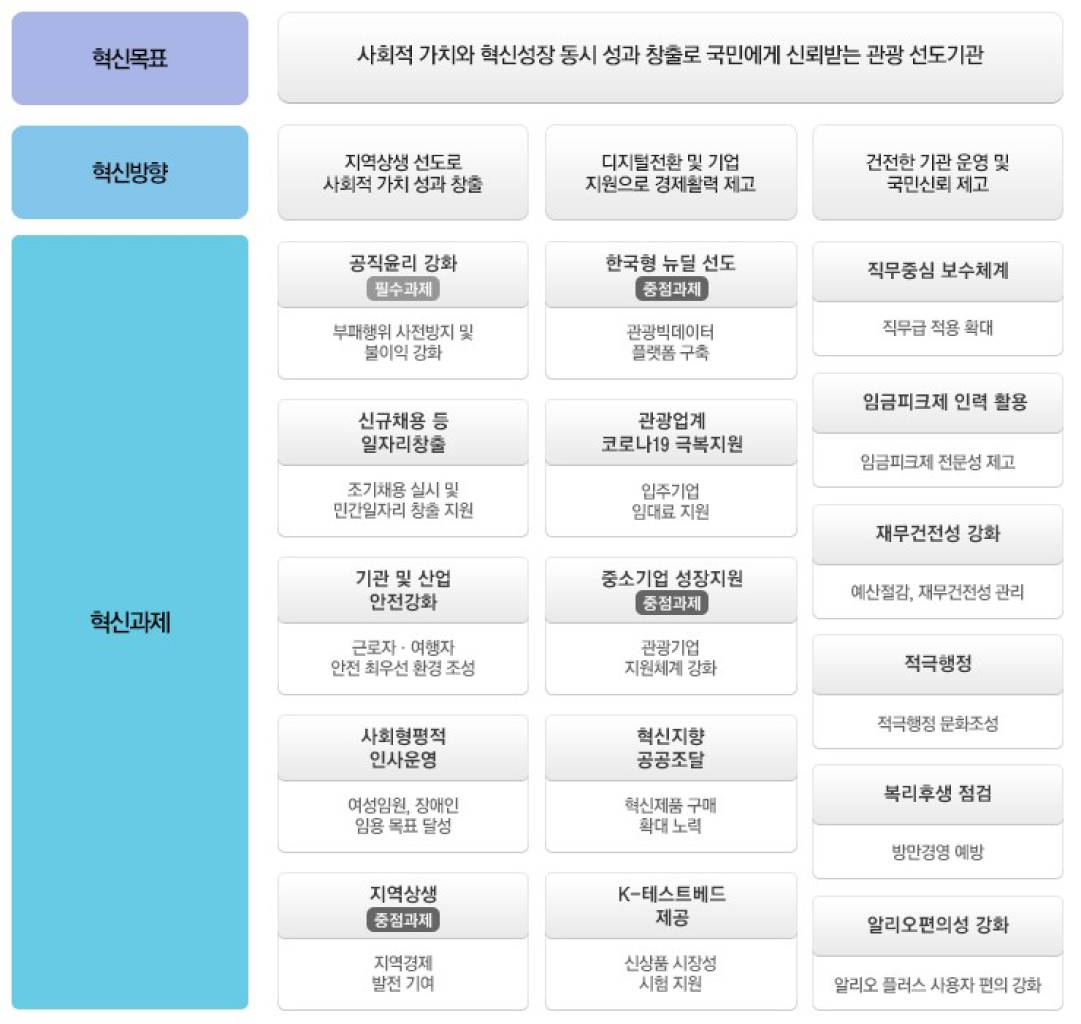 혁신목표
사회적 가치와 혁신성장 동시 성과 창출로 국민에게 신뢰받는 관광 선도기관
혁신방향
지역상생 선도로
사회적 가치 성과 창출
디지털전환 및 기업
지원으로 경제활력 제고
건전한 기관 운영 및
국민신뢰 제고
혁신과제
공직윤리 강화
필수과제
부패행위 사전방지 및
불이익 강화
신규채용 등
일자리창출
조기채용 실시 및
민간일자리 창출 지원
기관 및 산업
안전강화
근로자 · 여행자
안전 최우선 환경 조성
사회형평적
인사운영
여성임원, 장애인
임용 목표 달성
지역상생
중점과제
지역경제
발전 기여
한국형 뉴딜 선도
중점과제
관광빅데이터
플랫폼 구축
관광업계
코로나19 극복지원
입주기업
임대료 지원
중소기업 성장지원
중점과제
관광기업
지원체계 강화
혁신지향
공공조달
혁신제품 구매
확대 노력
K-테스트베드
제공
신상품 시장성
시험 지원
직무중심 보수체계
직무급 적용 확대
임금피크제 인력 활용
임금피크제 전문성 제고
재무건전성 강화
예산절감, 재무건전성 관리
적극행정
적극행정 문화조성
복리후생 점검
방만경영 예방
알리오편의성 강화
알리오 플러스 사용자 편의 강화